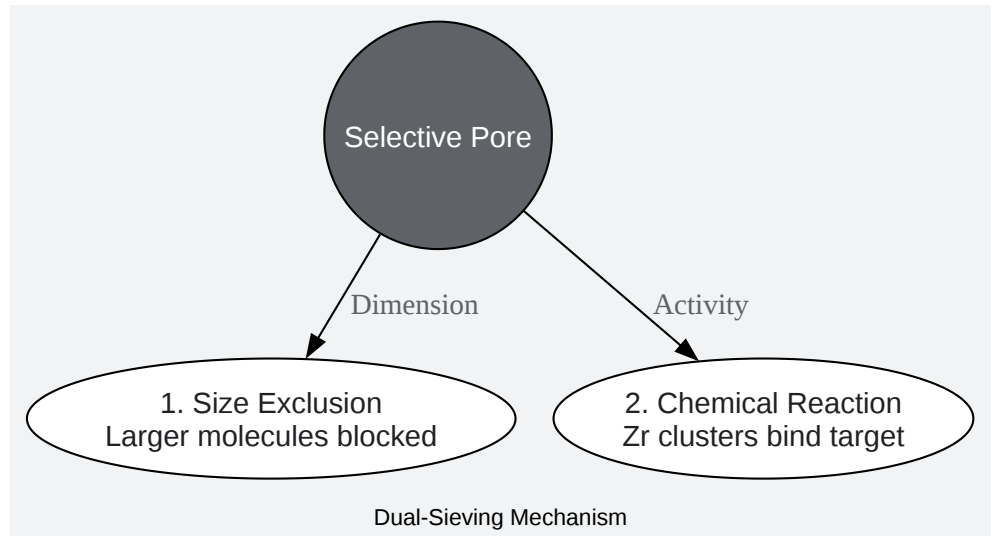 Selective Pore
Dimension
Activity
1. Size Exclusion
Larger molecules blocked
2. Chemical Reaction
Zr clusters bind target
Dual-Sieving Mechanism